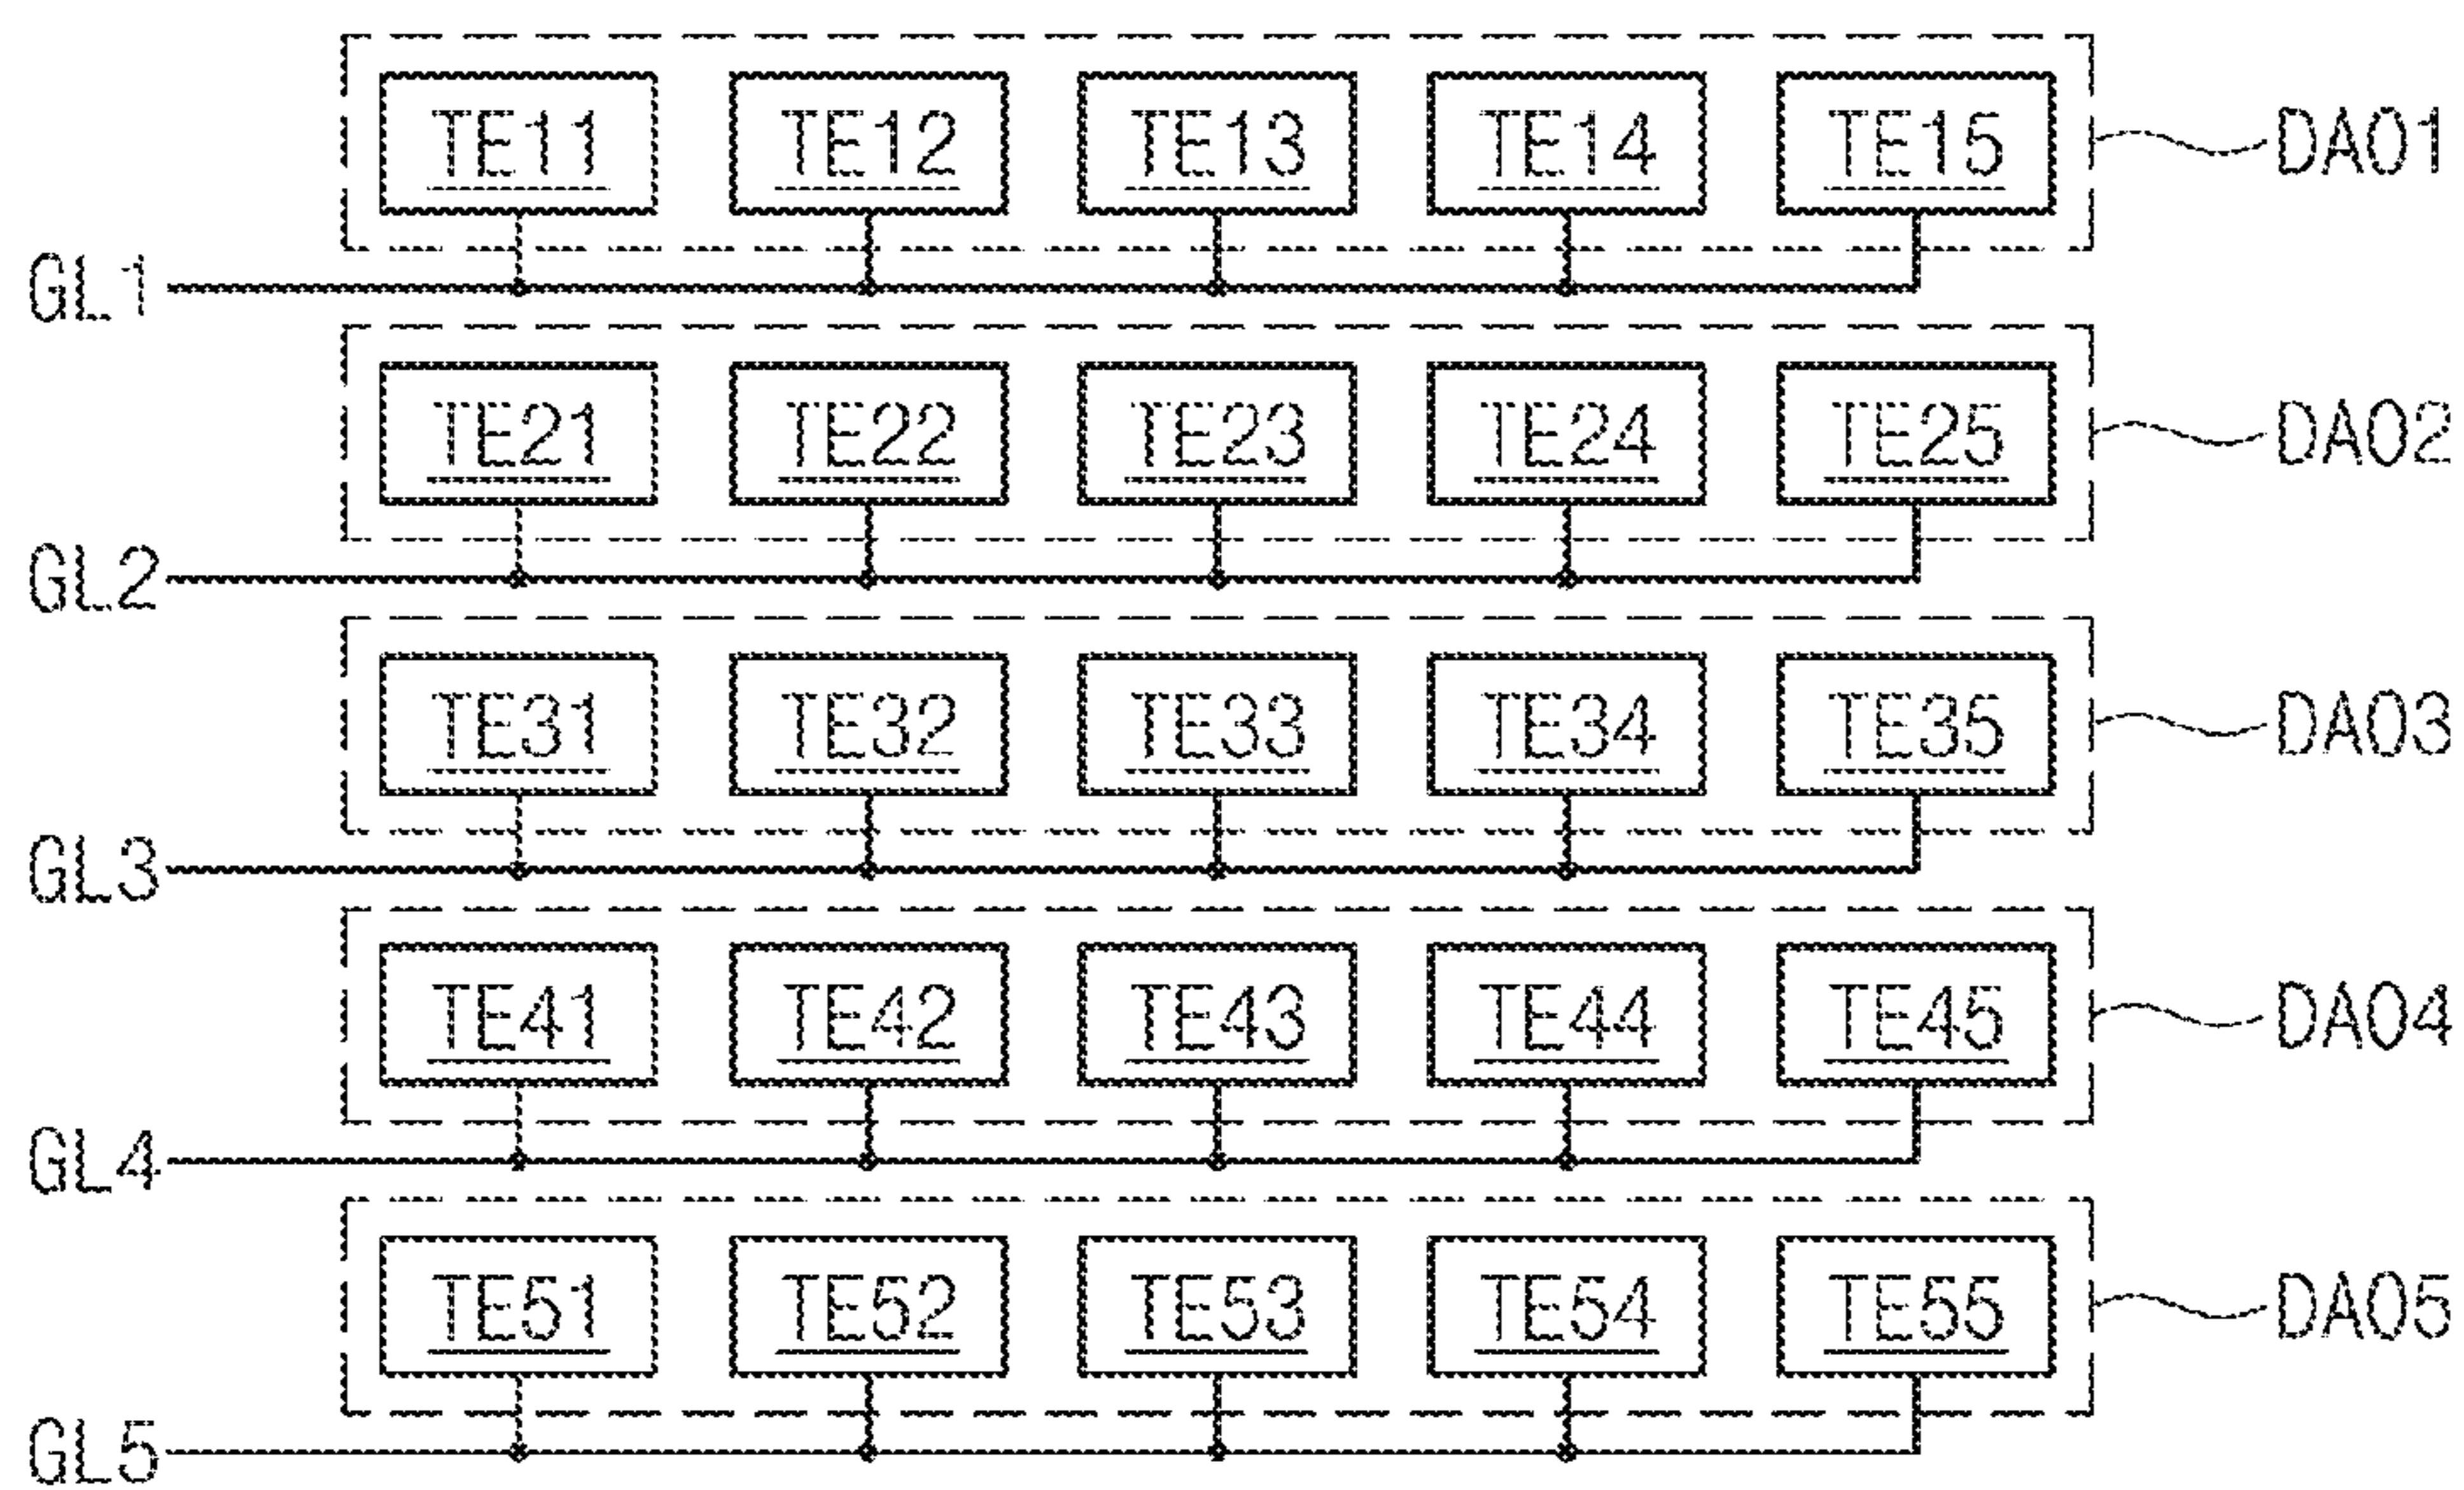 TE11 TE12 TE13 TE14 TE15 DA01
GL1
TE21 TE22 TE23 TE24 TE25 DA02
GL2
TE31 TE32 TE33 TE34 TE35 DA03
GL3
TE41 TE42 TE43 TE44 TE45 DA04
GL4
TE51 TE52 TE53 TE54 TE55 DA05
GL5